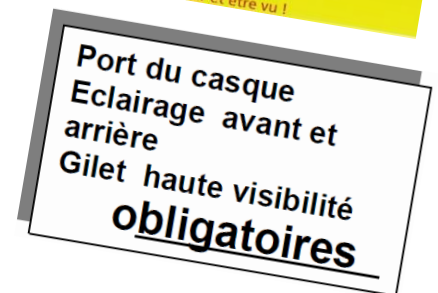 et être vu !
Port du casque
Eclairage avant et
arrière
Gilet haute visibilité
obligatoires